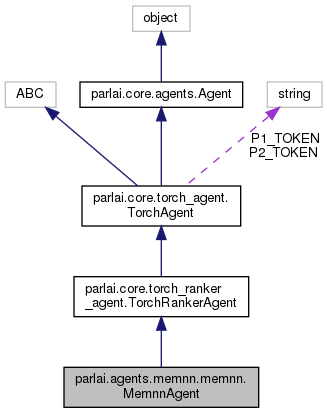 object
ABC
parlai.core.agents.Agent
string
P1_TOKEN
P2_TOKEN
parlai.core.torch_agent.
TorchAgent
parlai.core.torch_ranker
_agent.TorchRankerAgent
parlai.agents.memnn.memnn.
MemnnAgent